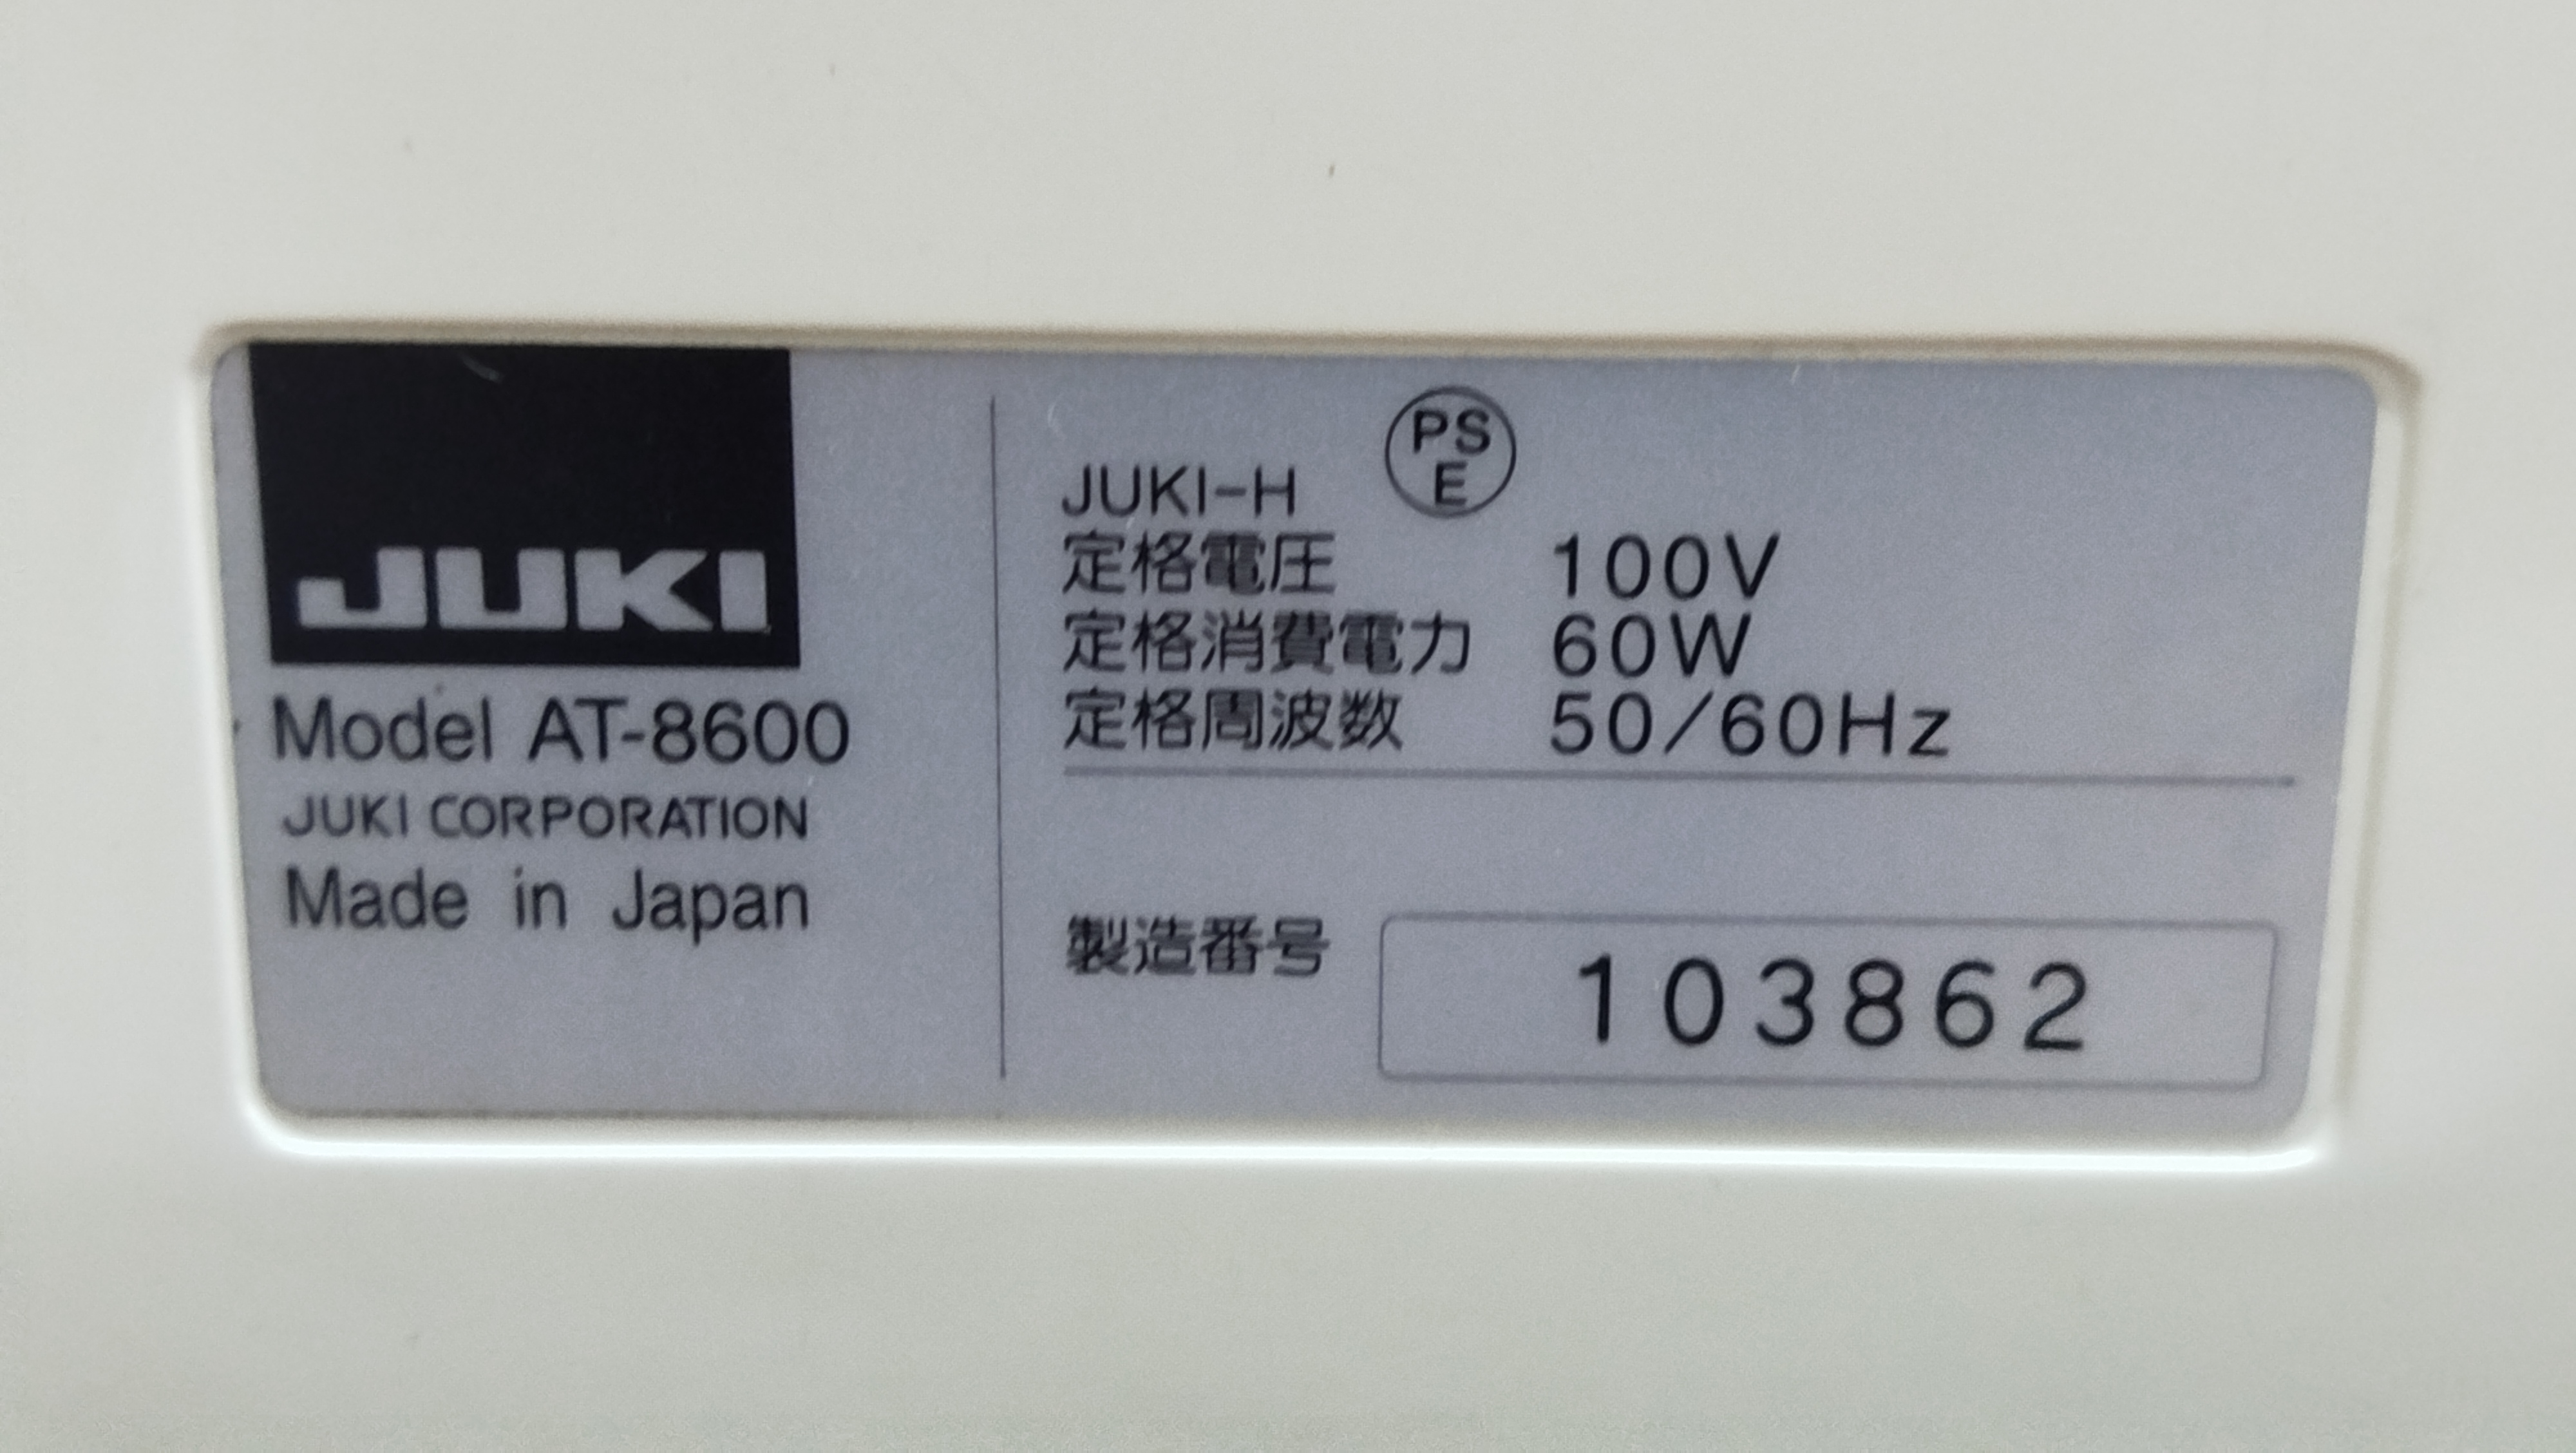 JUKI
Model AT-8600
JUKI CORPORATION
Made in Japan
PS
E
JUKI-H
定格電圧 100V
定格消費電力 60W
定格周波数 50/60Hz
製造番号 103862